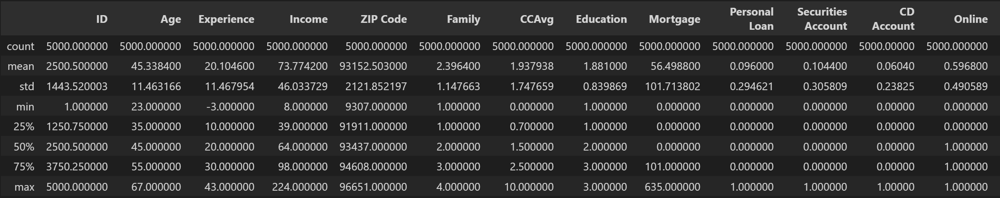 ID Age Experience Income ZIP Code Family CCAvg Education Mortgage Personal Loan Securities Account CD Account Online
count 5000.000000 5000.000000 5000.000000 5000.000000 5000.000000 5000.000000 5000.000000 5000.000000 5000.000000 5000.000000 5000.000000 5000.00000 5000.000000
mean 2500.500000 45.338400 20.104600 73.774200 93152.503000 2.396400 1.937938 1.881000 56.498800 0.096000 0.104400 0.06040 0.596800
std 1443.520003 11.463166 11.467954 46.033729 2121.852197 1.147663 1.747659 0.839869 101.713802 0.294621 0.305809 0.23825 0.490589
min 1.000000 23.000000 -3.000000 8.000000 9307.000000 1.000000 0.000000 1.000000 0.000000 0.000000 0.000000 0.00000 0.000000
25% 1250.750000 35.000000 10.000000 39.000000 91911.000000 1.000000 0.700000 1.000000 0.000000 0.000000 0.000000 0.00000 0.000000
50% 2500.500000 45.000000 20.000000 64.000000 93437.000000 2.000000 1.500000 2.000000 0.000000 0.000000 0.000000 0.00000 1.000000
75% 3750.250000 55.000000 30.000000 98.000000 94608.000000 3.000000 2.500000 3.000000 101.000000 0.000000 0.000000 0.00000 1.000000
max 5000.000000 67.000000 43.000000 224.000000 96651.000000 4.000000 10.000000 3.000000 635.000000 1.000000 1.000000 1.00000 1.000000